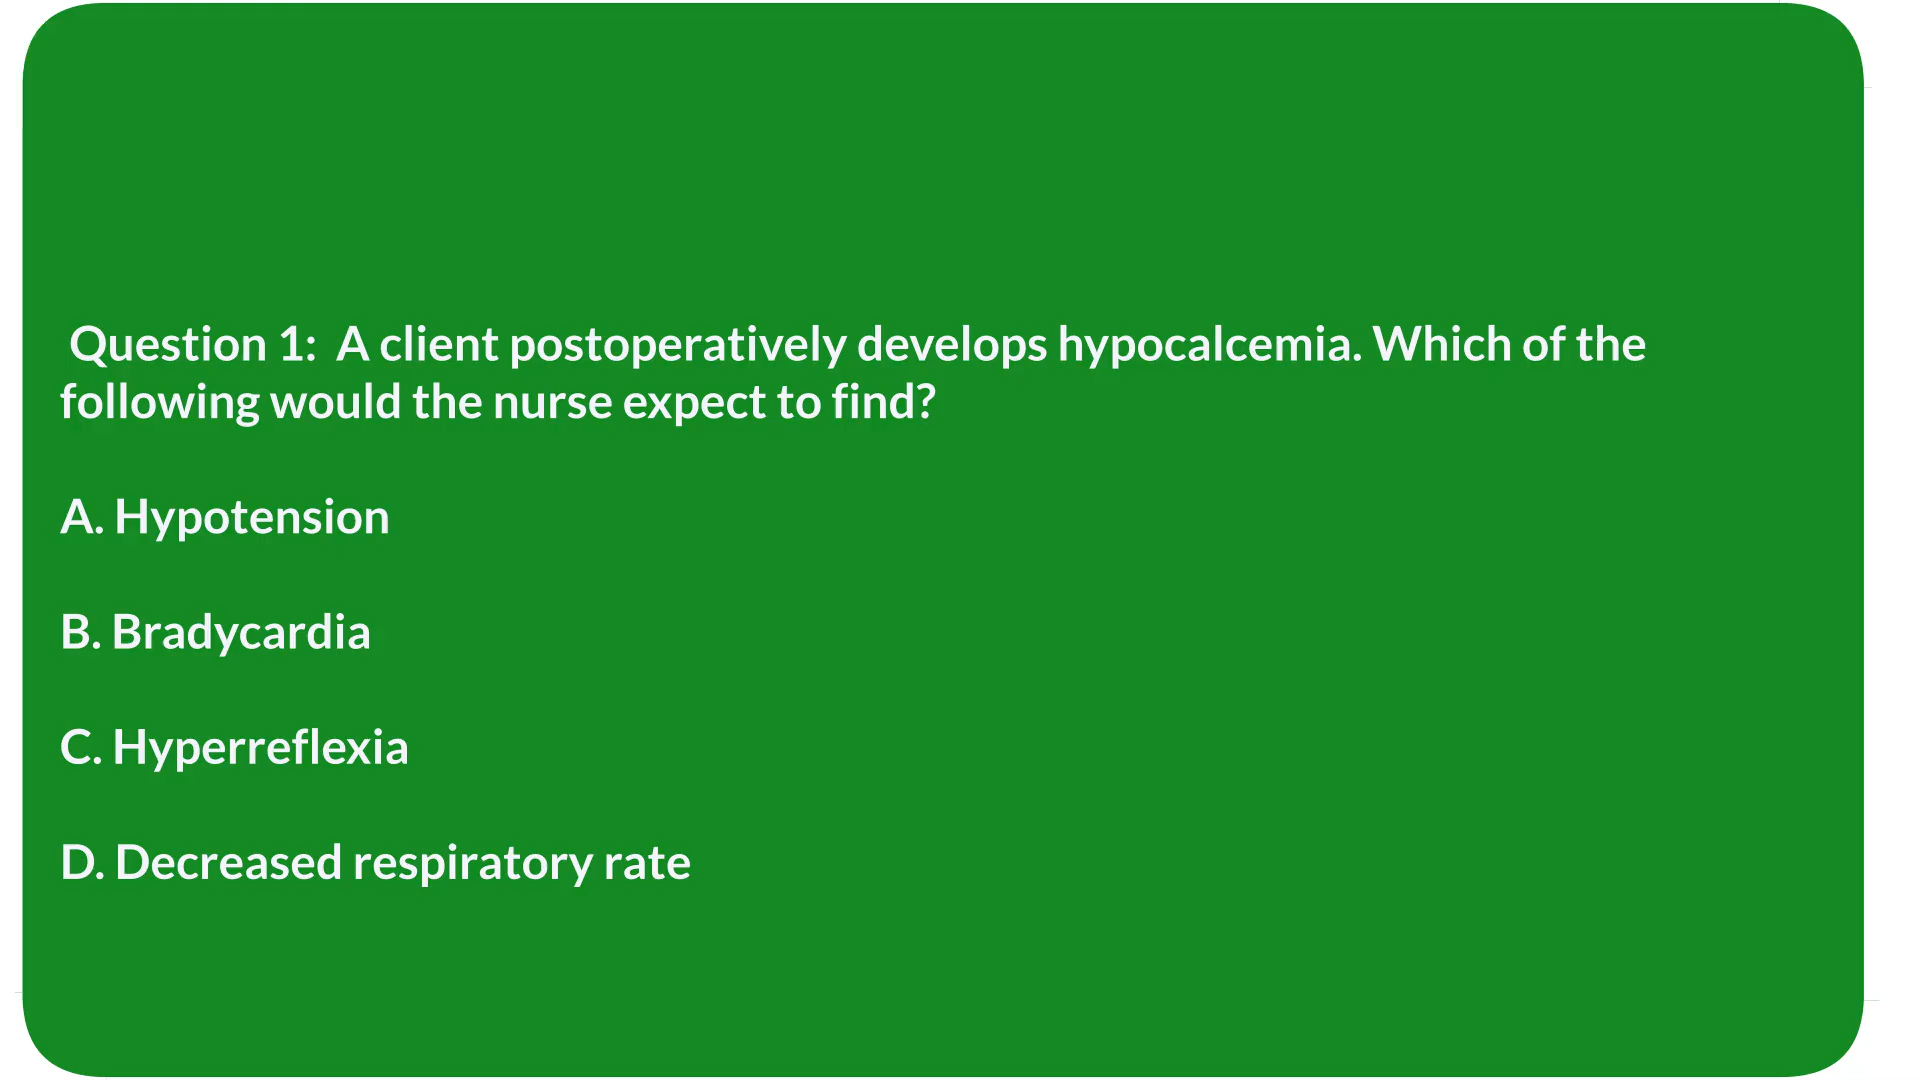 Question 1:  A client postoperatively develops hypocalcemia. Which of the
following would the nurse expect to find?
A. Hypotension
B. Bradycardia
C. Hyperreflexia
D. Decreased respiratory rate